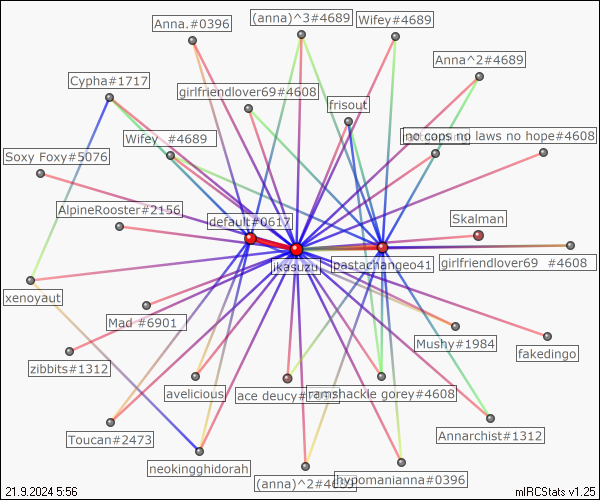 Anna.#0396
(anna)^3#4689
Wifey#4689
Anna^2#4689
Cypha#1717
girlfriendlover69#4608
frisout
Wifey_#4689
no cops no laws no hope#4608
Soxy Foxy#5076
AlpineRooster#2156
default#0617
Skalman
ikasuzu
pastachangeo41
girlfriendlover69_#4608
xenoyaut
Mad #6901
Mushy#1984
fakedingo
zibbits#1312
avelicious
ace deucy#
ramshackle gorey#4608
Toucan#2473
Annarchist#1312
neokingghidorah
(anna)^2#4689
hypomanianna#0396
21.9.2024 5:56
mIRCStats v1.25